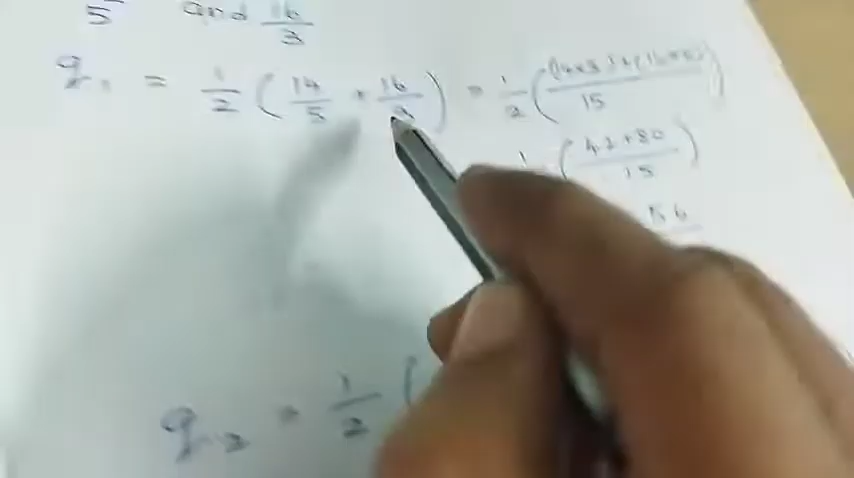 5 and 16/3
q1 = 1/2 ( 14/5 + 16/3 ) = 1/2 ( (14×3)+(16×5) / 15 )
1 ( 42+80 / 15 )
56
q2 = 1/2 (